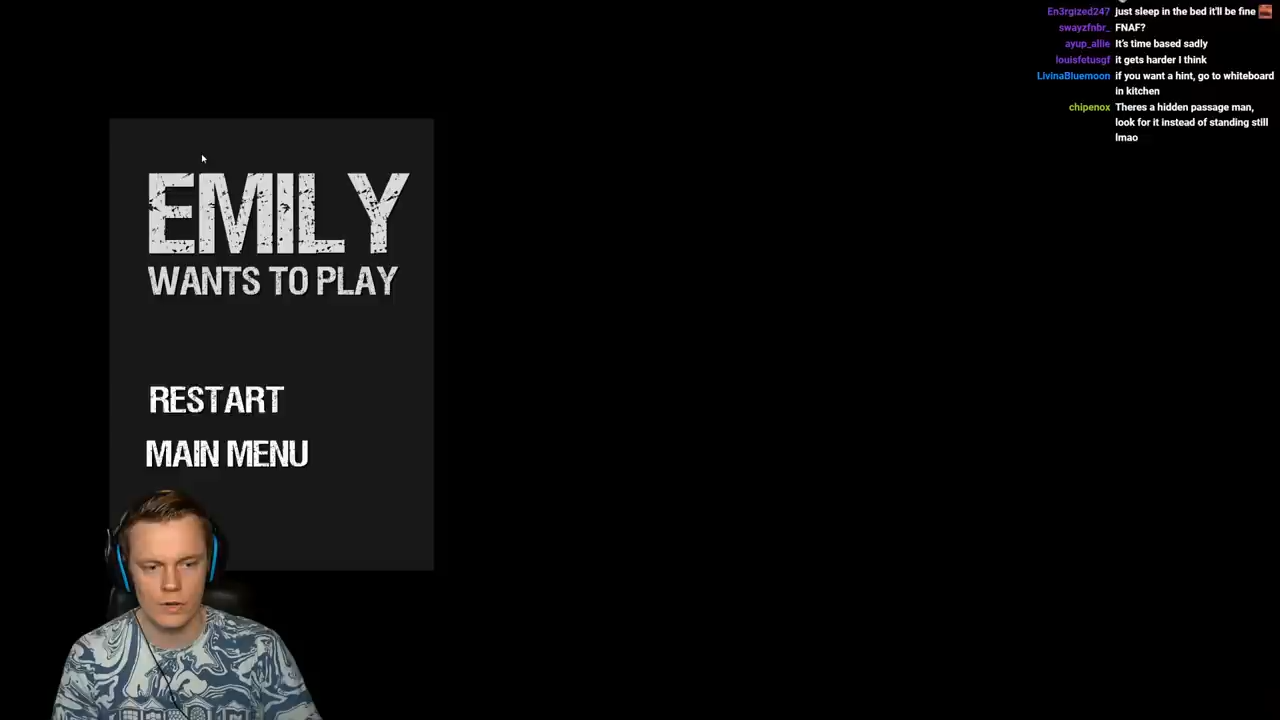 En3rgized247 just sleep in the bed it'll be fine
swayzfnbr_ FNAF?
ayup_allie It's time based sadly
louisfetusgf it gets harder I think
LivinaBluemoon if you want a hint, go to whiteboard
in kitchen
chipenox Theres a hidden passage man,
look for it instead of standing still
lmao
EMILY
WANTS TO PLAY
RESTART
MAIN MENU